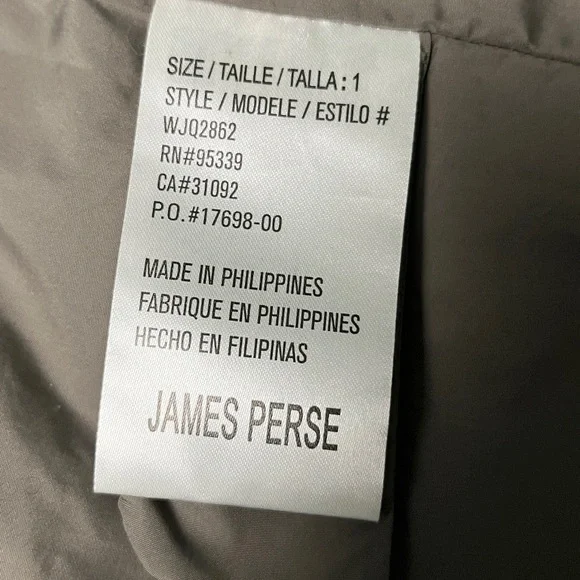 SIZE / TAILLE / TALLA : 1
STYLE / MODELE / ESTILO #
WJQ2862
RN#95339
CA#31092
P.O.#17698-00
MADE IN PHILIPPINES
FABRIQUE EN PHILIPPINES
HECHO EN FILIPINAS
JAMES PERSE